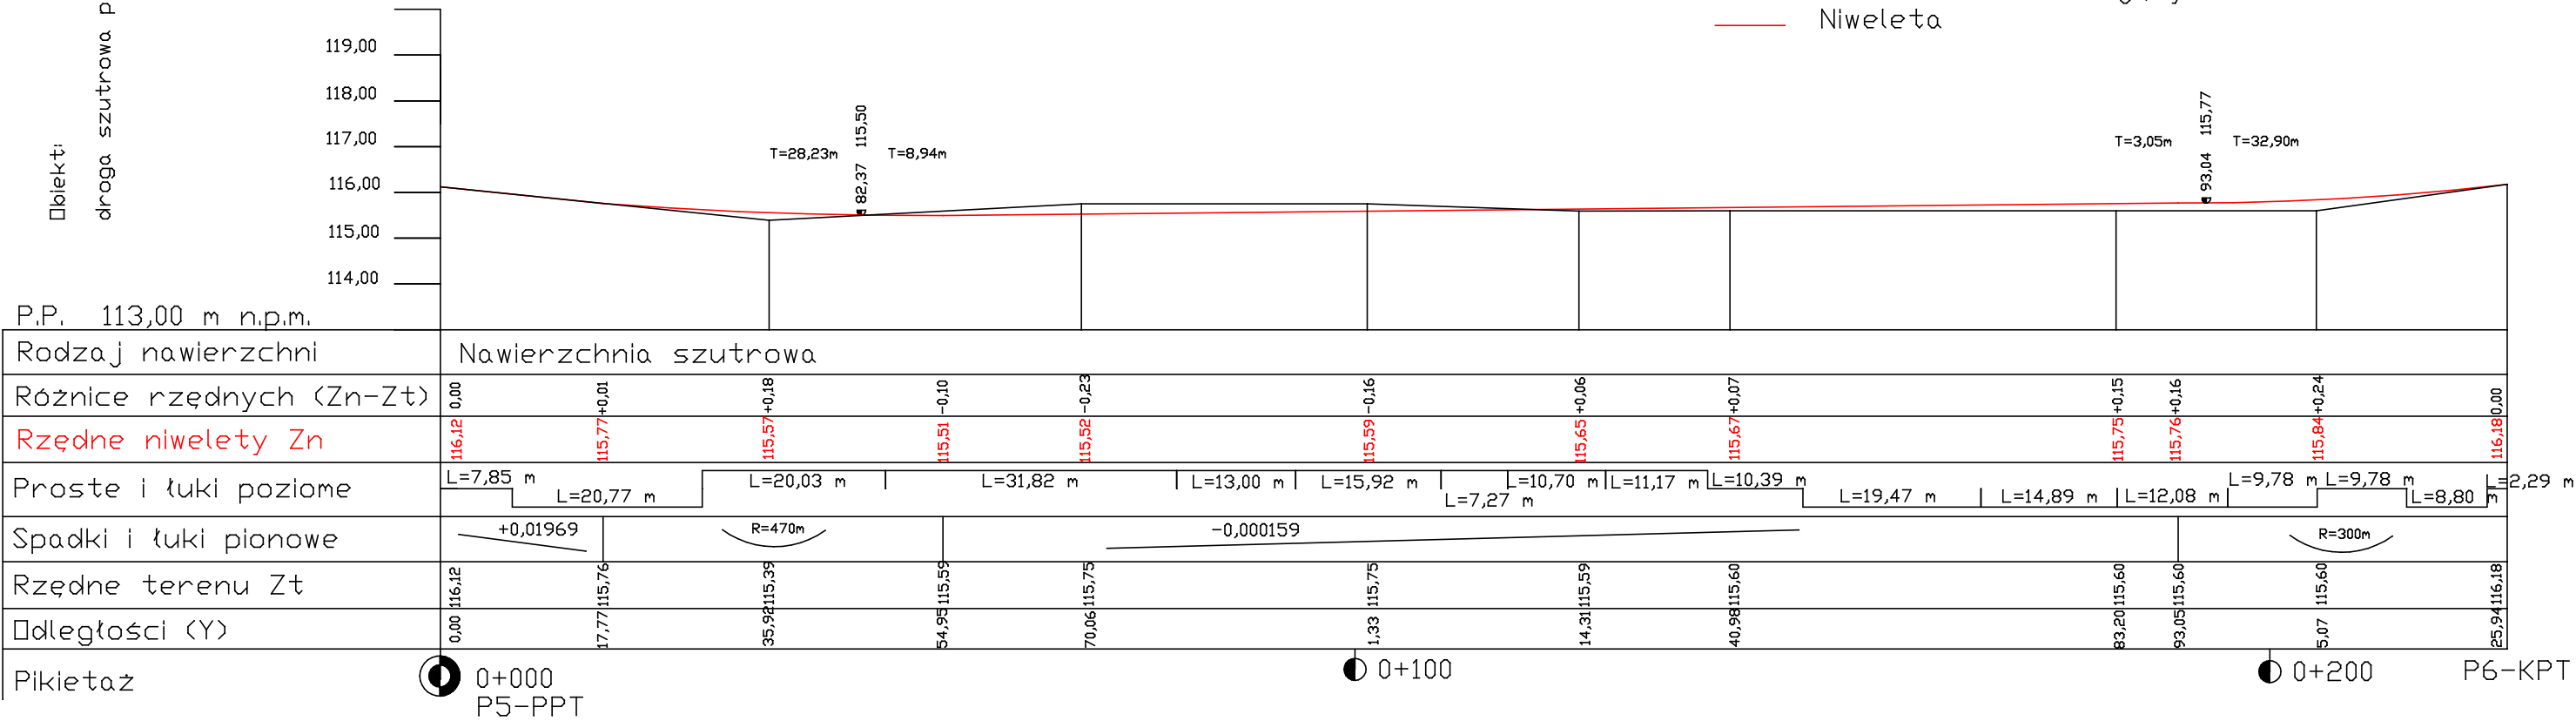 Obiekt:
droga szutrowa p
Niweleta
119,00
118,00
117,00
116,00
115,00
114,00
P.P. 113,00 m n.p.m.
T=28,23m
82,37 115,50
T=8,94m
T=3,05m
93,04 115,77
T=32,90m
Rodzaj nawierzchni
Nawierzchnia szutrowa
Różnice rzędnych (Zn-Zt)
0,00 +0,01 +0,18 -0,10 -0,23 -0,16 +0,06 +0,07 +0,15 +0,16 +0,24 0,00
Rzędne niwelety Zn
116,12 115,77 115,57 115,51 115,52 115,59 115,65 115,67 115,75 115,76 115,84 116,18
Proste i łuki poziome
L=7,85 m L=20,77 m L=20,03 m L=31,82 m L=13,00 m L=15,92 m L=7,27 m L=10,70 m L=11,17 m L=10,39 m L=19,47 m L=14,89 m L=12,08 m L=9,78 m L=9,78 m L=8,80 m L=2,29 m
Spadki i łuki pionowe
+0,01969 R=470m -0,000159 R=300m
Rzędne terenu Zt
116,12 115,76 115,39 115,59 115,75 115,75 115,59 115,60 115,60 115,60 115,60 116,18
Odległości (Y)
0,00 17,77 35,92 54,95 70,06 1,33 14,31 40,98 83,20 93,05 5,07 25,94
Pikietaż
0+000
P5-PPT
0+100
0+200
P6-KPT